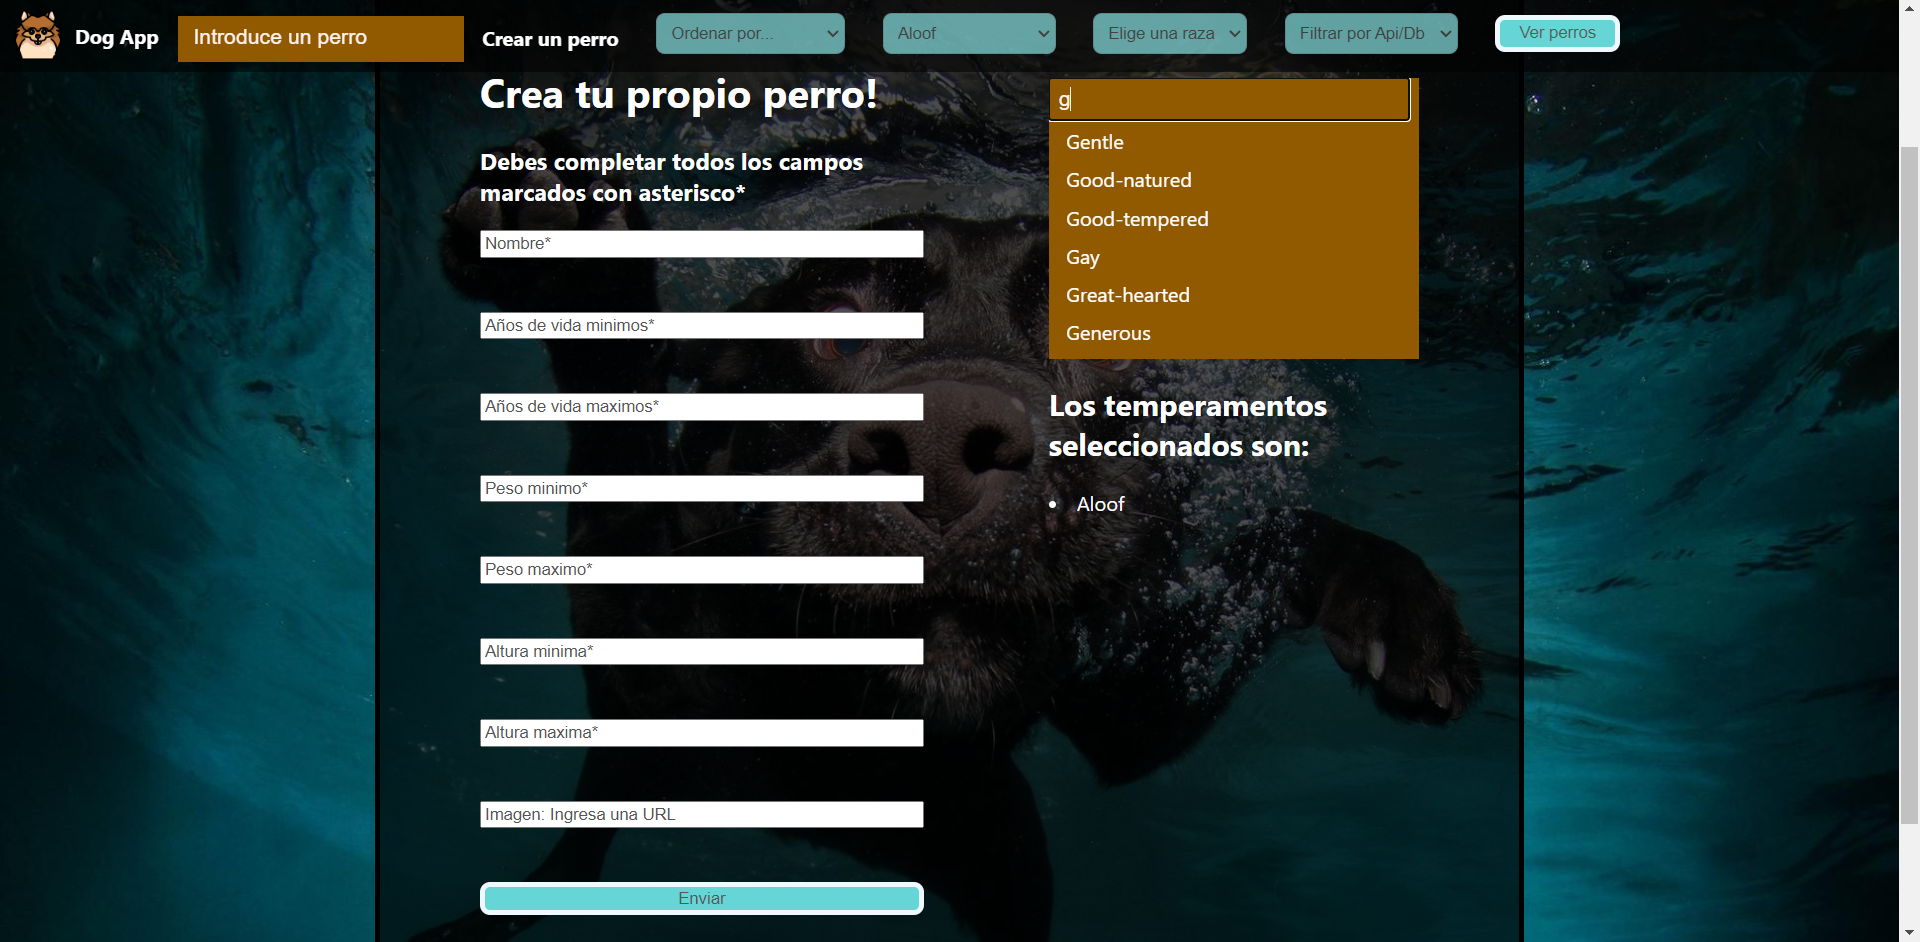 Dog App
Introduce un perro
Crear un perro
Ordenar por...
Aloof
Elige una raza
Filtrar por Api/Db
Ver perros
Crea tu propio perro!
Debes completar todos los campos
marcados con asterisco*
Nombre*
Años de vida minimos*
Años de vida maximos*
Peso minimo*
Peso maximo*
Altura minima*
Altura maxima*
Imagen: Ingresa una URL
Enviar
g
Gentle
Good-natured
Good-tempered
Gay
Great-hearted
Generous
Los temperamentos
seleccionados son:
Aloof